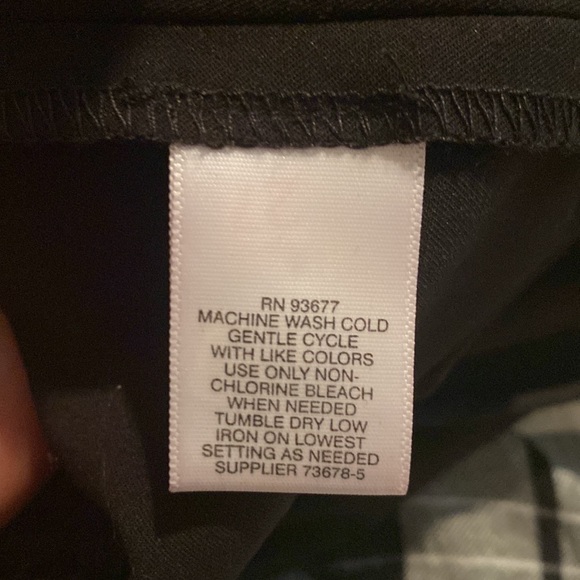 RN 93677
MACHINE WASH COLD
GENTLE CYCLE
WITH LIKE COLORS
USE ONLY NON-
CHLORINE BLEACH
WHEN NEEDED
TUMBLE DRY LOW
IRON ON LOWEST
SETTING AS NEEDED
SUPPLIER 73678-5